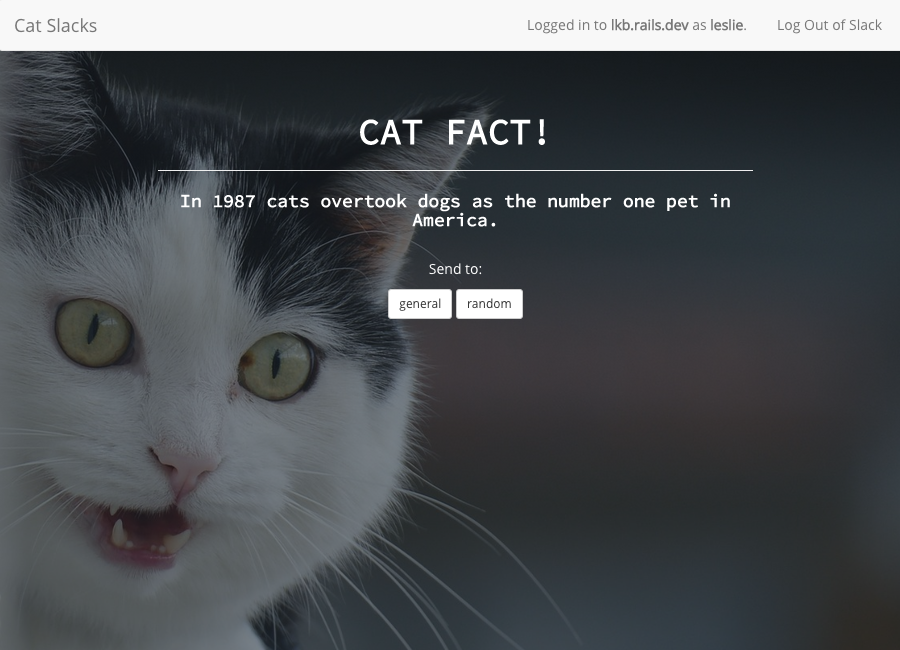 Cat Slacks
Logged in to lkb.rails.dev as leslie.
Log Out of Slack
CAT FACT!
In 1987 cats overtook dogs as the number one pet in
America.
Send to:
general
random